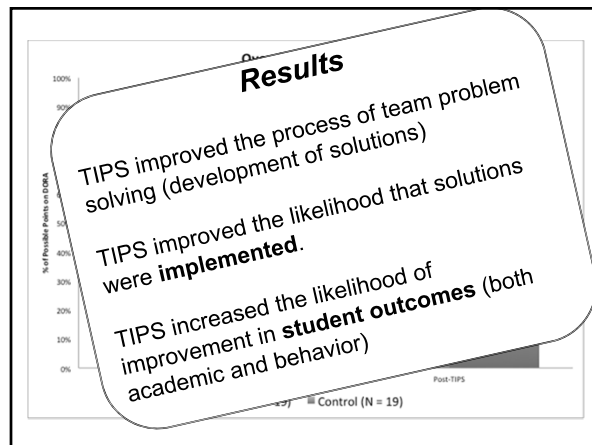 Results
TIPS improved the process of team problem
solving (development of solutions)
TIPS improved the likelihood that solutions
were implemented.
TIPS increased the likelihood of
improvement in student outcomes (both
academic and behavior)
100%
90%
50%
40%
30%
20%
10%
0%
% of Possible Points on DORA
Post-TIPS
Control (N = 19)